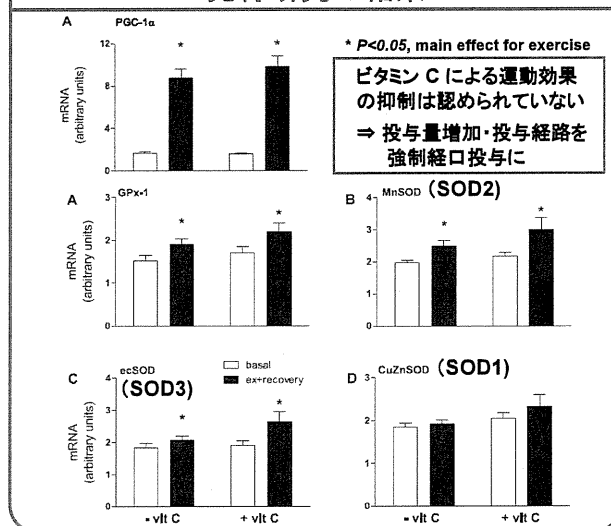 A
PGC-1α
* P<0.05, main effect for exercise
ビタミン C による運動効果
の抑制は認められていない
⇒ 投与量増加・投与経路を
強制経口投与に
mRNA
(arbitrary units)
12
8
4
0
*
*
A
GPx-1
mRNA
(arbitrary units)
3
2
1
0
*
*
B
MnSOD (SOD2)
4
3
2
1
0
*
*
C
ecSOD
(SOD3)
basal
ex+recovery
mRNA
(arbitrary units)
4
3
2
1
0
*
*
- vit C
+ vit C
D
CuZnSOD (SOD1)
3
2
1
0
- vit C
+ vit C